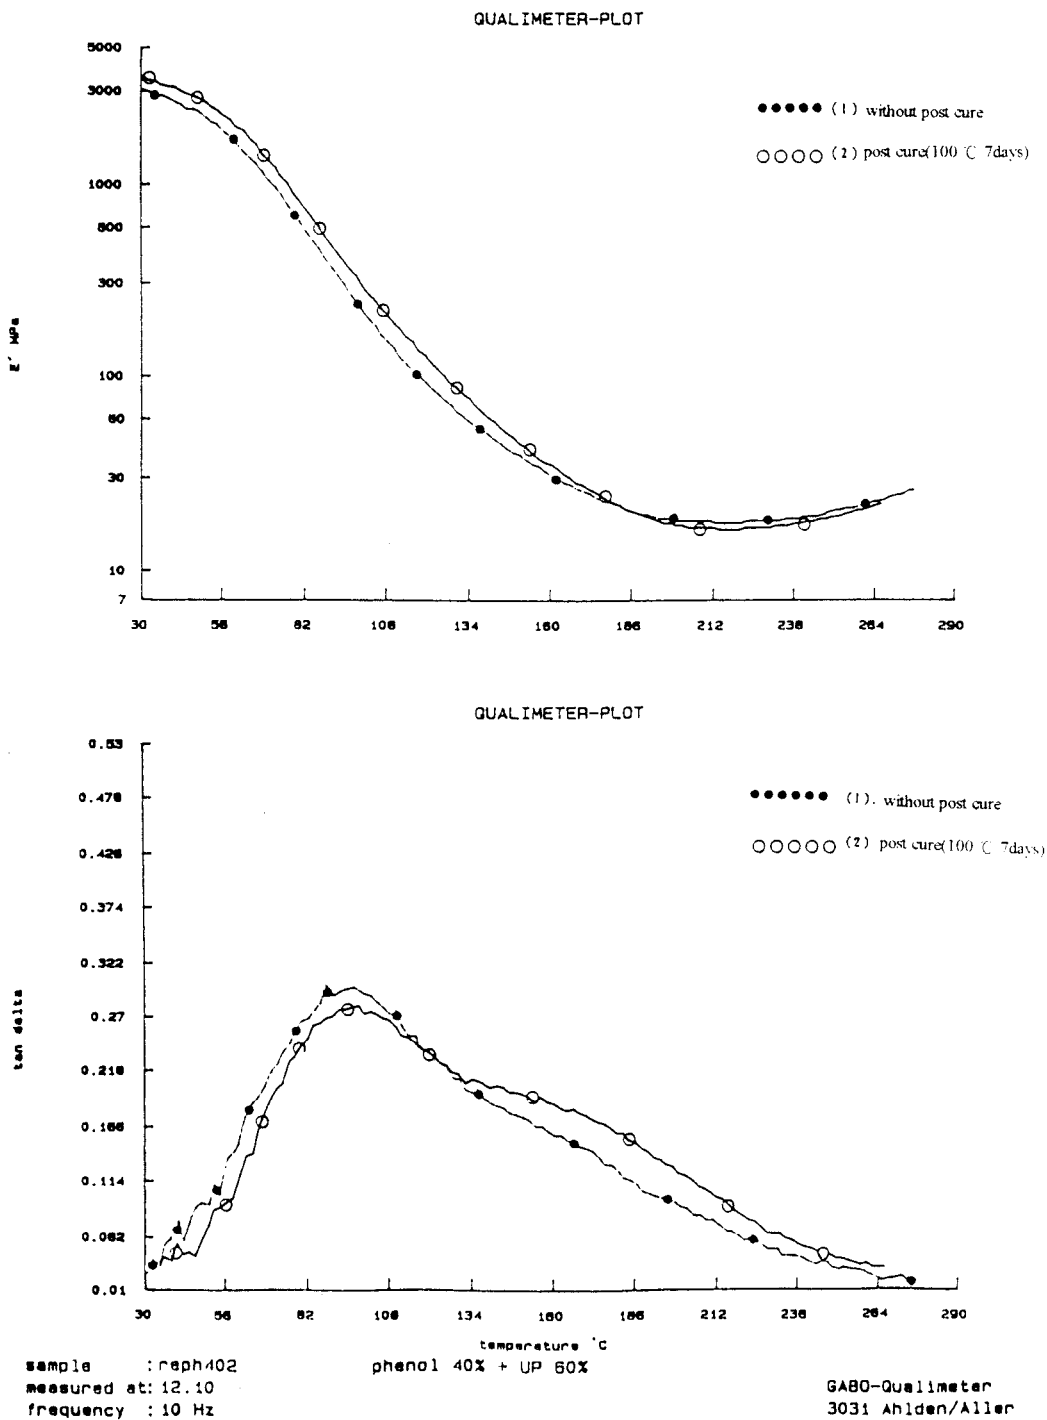 QUALIMETER-PLOT
5000
3000
1000
600
300
100
60
30
10
7
E' MPa
●●●●● (1) without post cure
○○○○ (2) post cure(100 ℃ 7days)
30 56 82 108 134 160 186 212 238 264 290
QUALIMETER-PLOT
0.53
0.478
0.426
0.374
0.322
0.27
0.218
0.166
0.114
0.062
0.01
tan delta
●●●●●● (1). without post cure
○○○○○ (2) post cure(100 ℃ 7days)
30 56 82 108 134 160 186 212 238 264 290
temperature °C
sample :reph402 phenol 40% + UP 60%
measured at: 12.10 GABO-Qualimeter
frequency : 10 Hz 3031 Ahlden/Aller